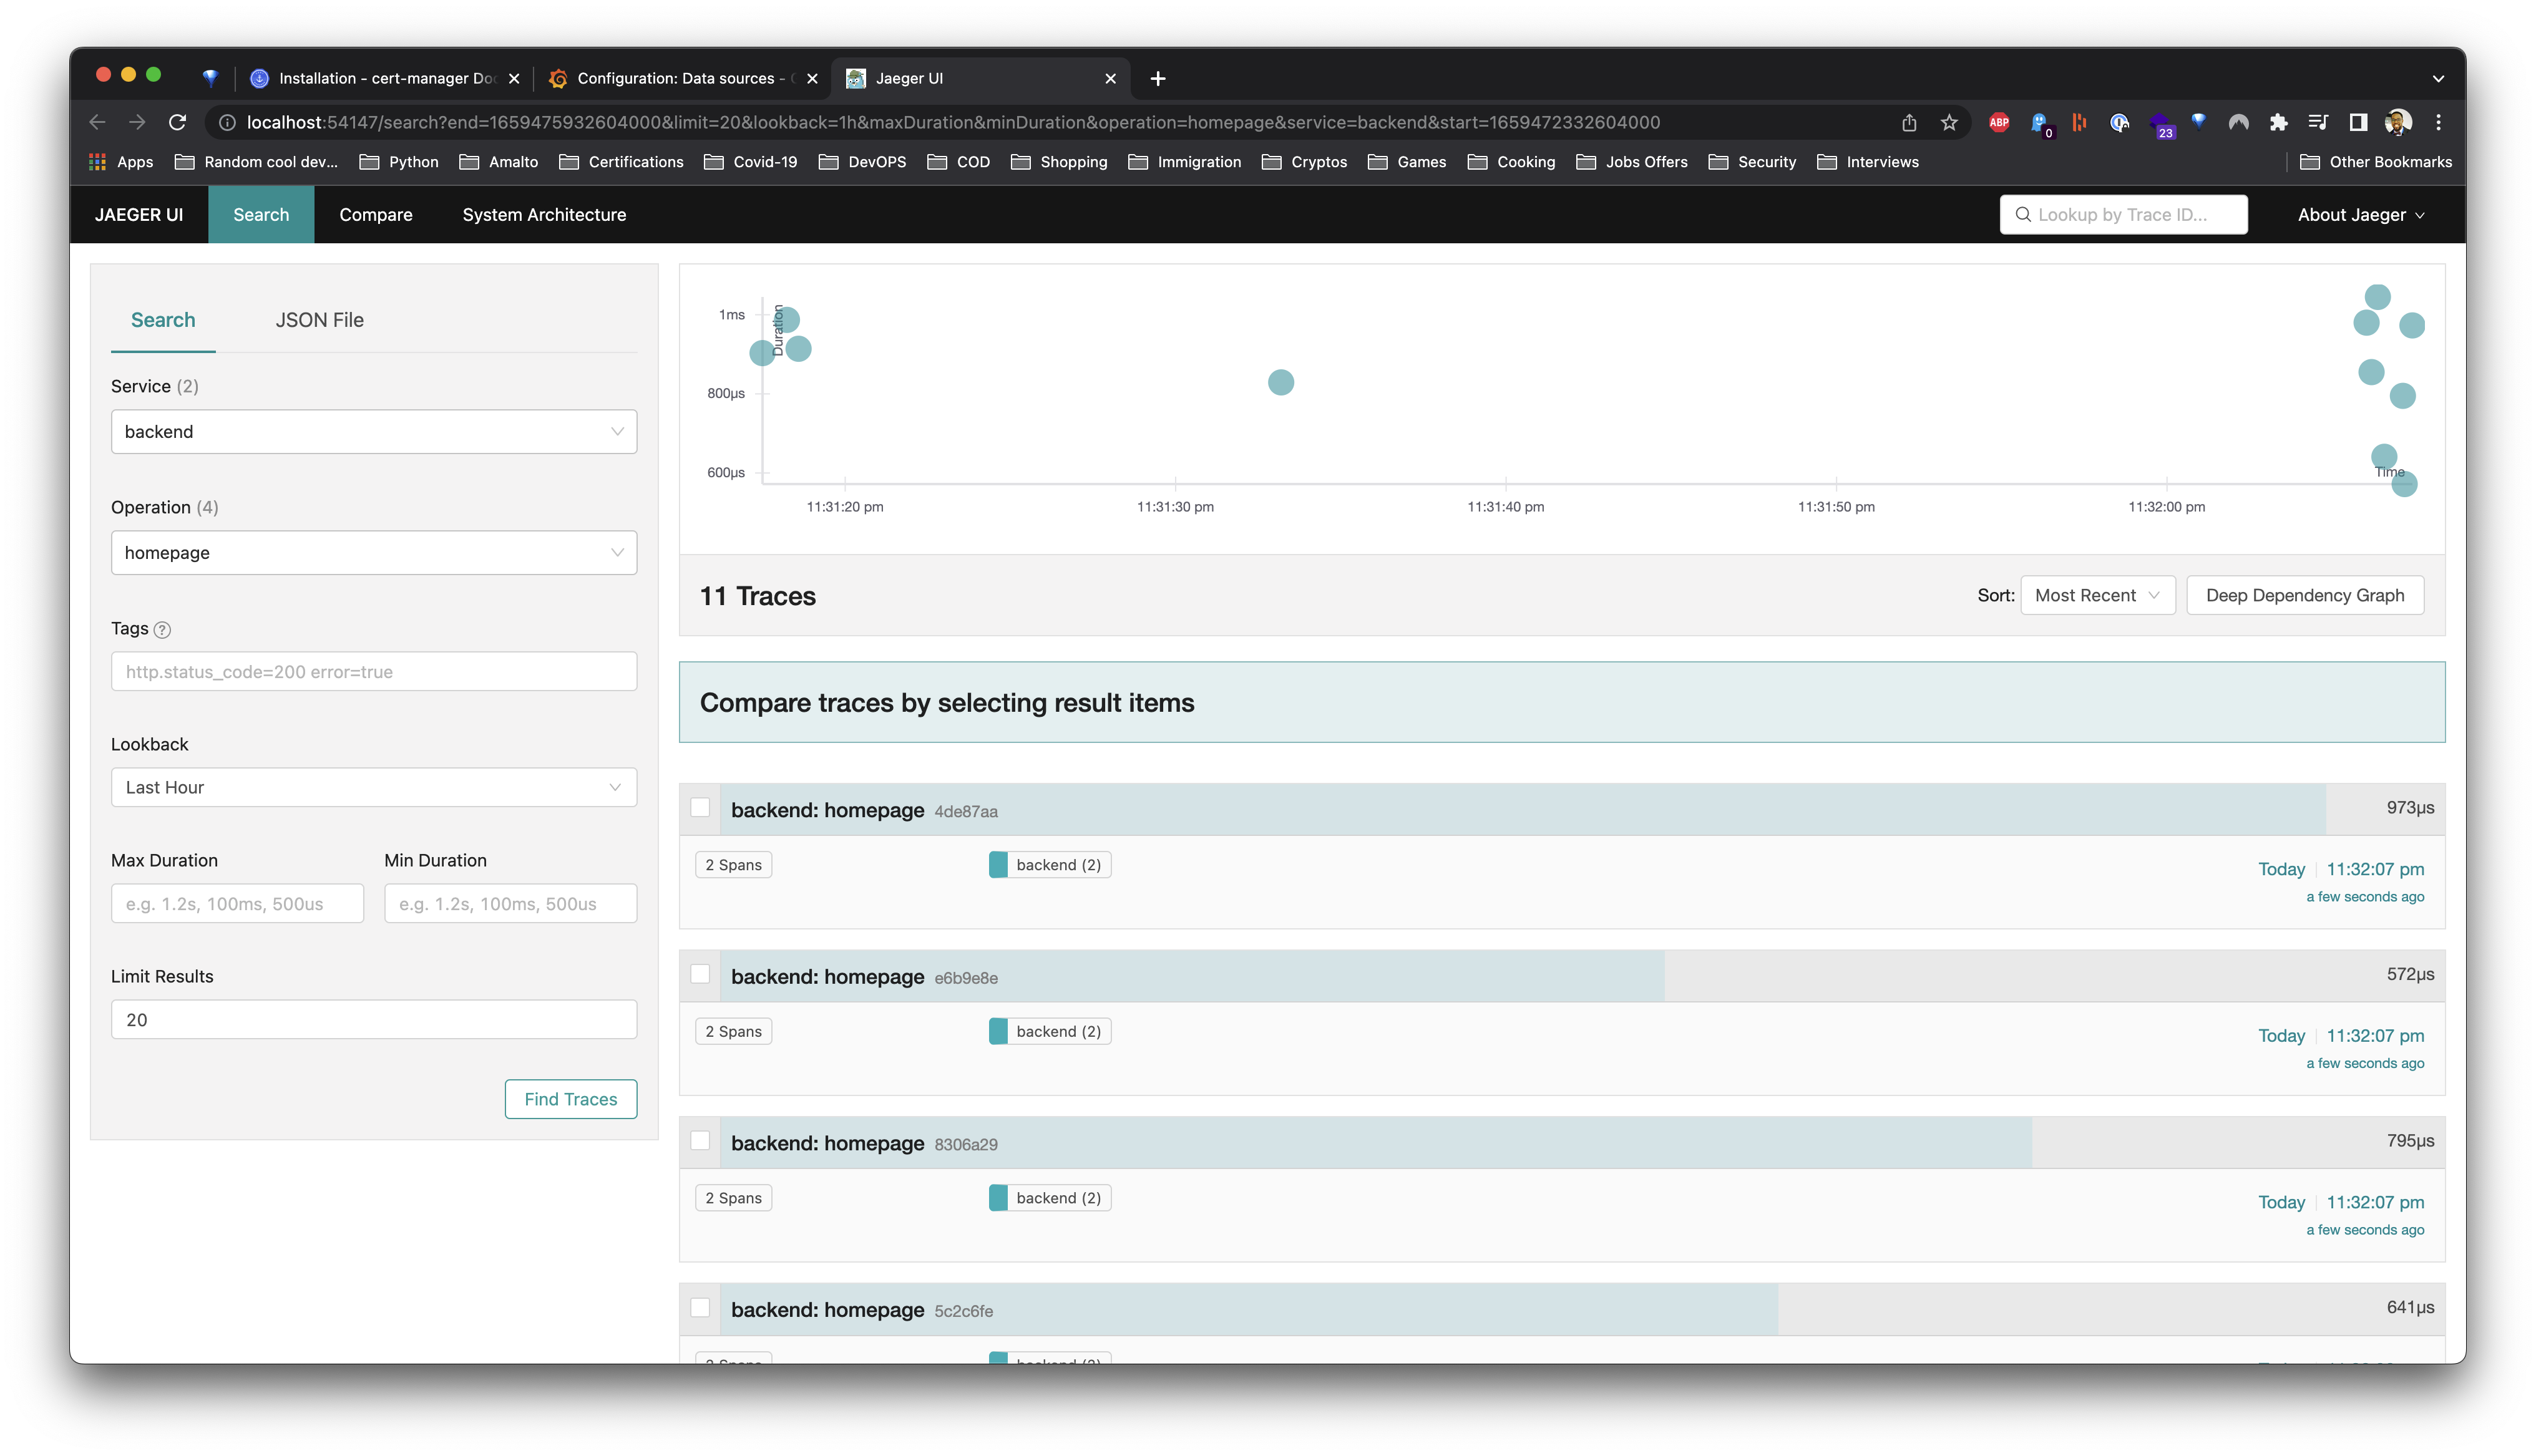 Installation - cert-manager Do
Configuration: Data sources -
Jaeger UI
localhost:54147/search?end=1659475932604000&limit=20&lookback=1h&maxDuration&minDuration&operation=homepage&service=backend&start=1659472332604000
ABP
0
23
Apps
Random cool dev...
Python
Amalto
Certifications
Covid-19
DevOPS
COD
Shopping
Immigration
Cryptos
Games
Cooking
Jobs Offers
Security
Interviews
Other Bookmarks
JAEGER UI
Search
Compare
System Architecture
Lookup by Trace ID...
About Jaeger
Search
JSON File
Service (2)
backend
Operation (4)
homepage
Tags ?
http.status_code=200 error=true
Lookback
Last Hour
Max Duration
Min Duration
e.g. 1.2s, 100ms, 500us
e.g. 1.2s, 100ms, 500us
Limit Results
20
Find Traces
Duration
1ms
800μs
600μs
Time
11:31:20 pm
11:31:30 pm
11:31:40 pm
11:31:50 pm
11:32:00 pm
11 Traces
Sort: Most Recent
Deep Dependency Graph
Compare traces by selecting result items
backend: homepage 4de87aa
973μs
2 Spans
backend (2)
Today 11:32:07 pm
a few seconds ago
backend: homepage e6b9e8e
572μs
2 Spans
backend (2)
Today 11:32:07 pm
a few seconds ago
backend: homepage 8306a29
795μs
2 Spans
backend (2)
Today 11:32:07 pm
a few seconds ago
backend: homepage 5c2c6fe
641μs
2 Spans
backend (2)